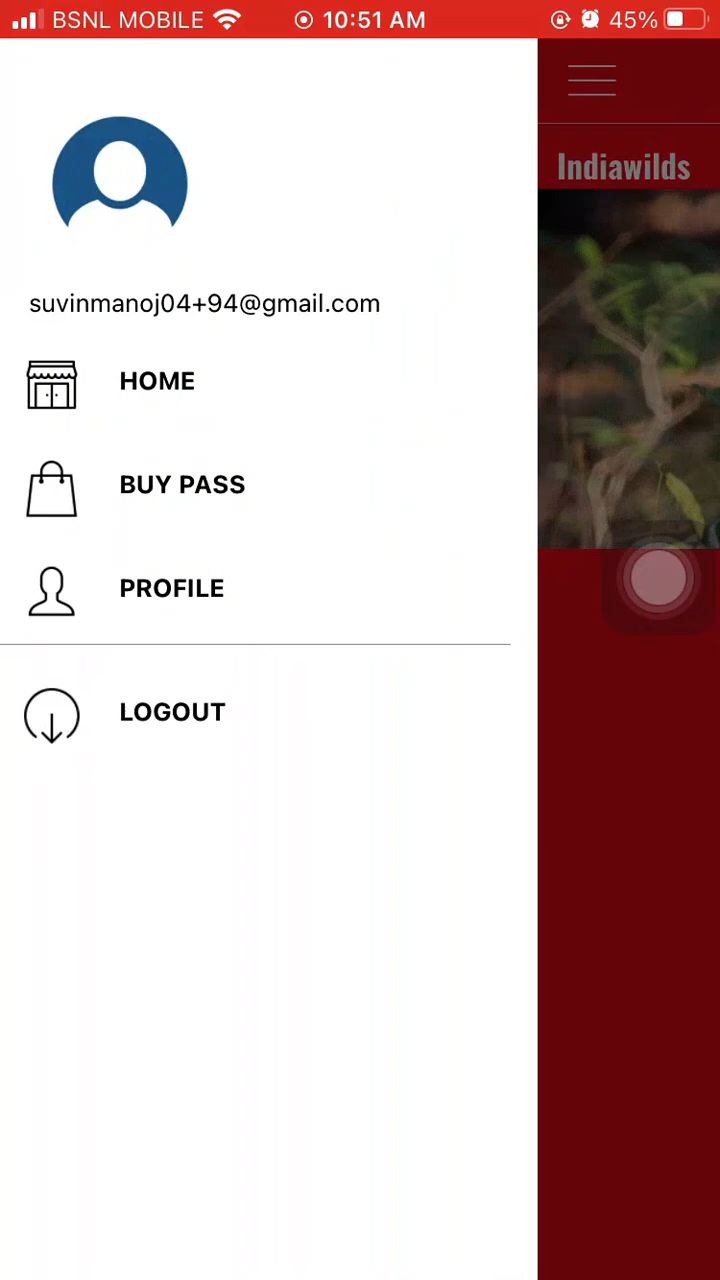 BSNL MOBILE 10:51 AM 45%
Indiawilds
suvinmanoj04+94@gmail.com
HOME
BUY PASS
PROFILE
LOGOUT